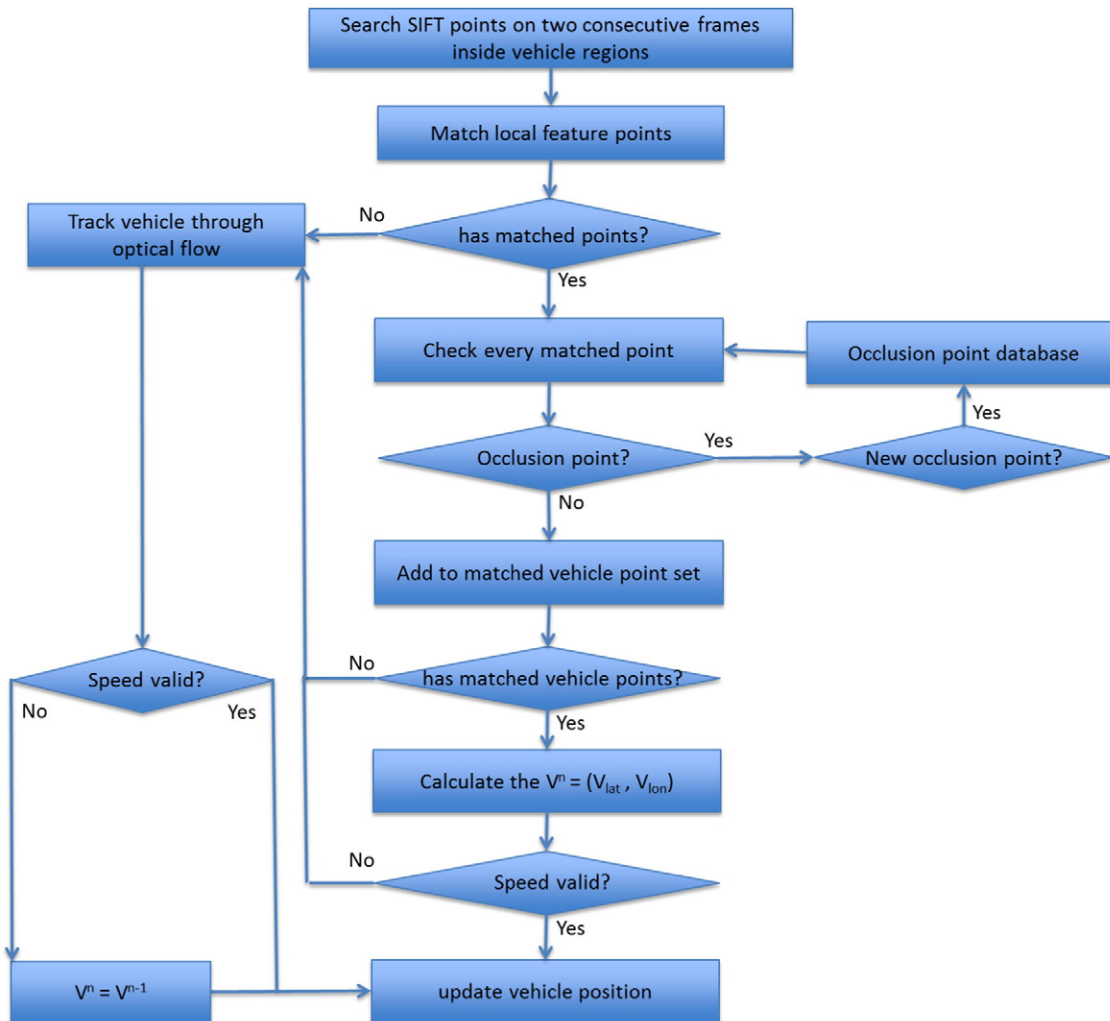 Search SIFT points on two consecutive frames
inside vehicle regions
Match local feature points
No
Track vehicle through
optical flow
has matched points?
Yes
Check every matched point
Occlusion point database
Yes
Yes
Occlusion point?
New occlusion point?
No
Add to matched vehicle point set
No
Speed valid?
has matched vehicle points?
No
Yes
Yes
Calculate the Vⁿ = (V_lat , V_lon)
No
Speed valid?
Yes
Vⁿ = Vⁿ⁻¹
update vehicle position